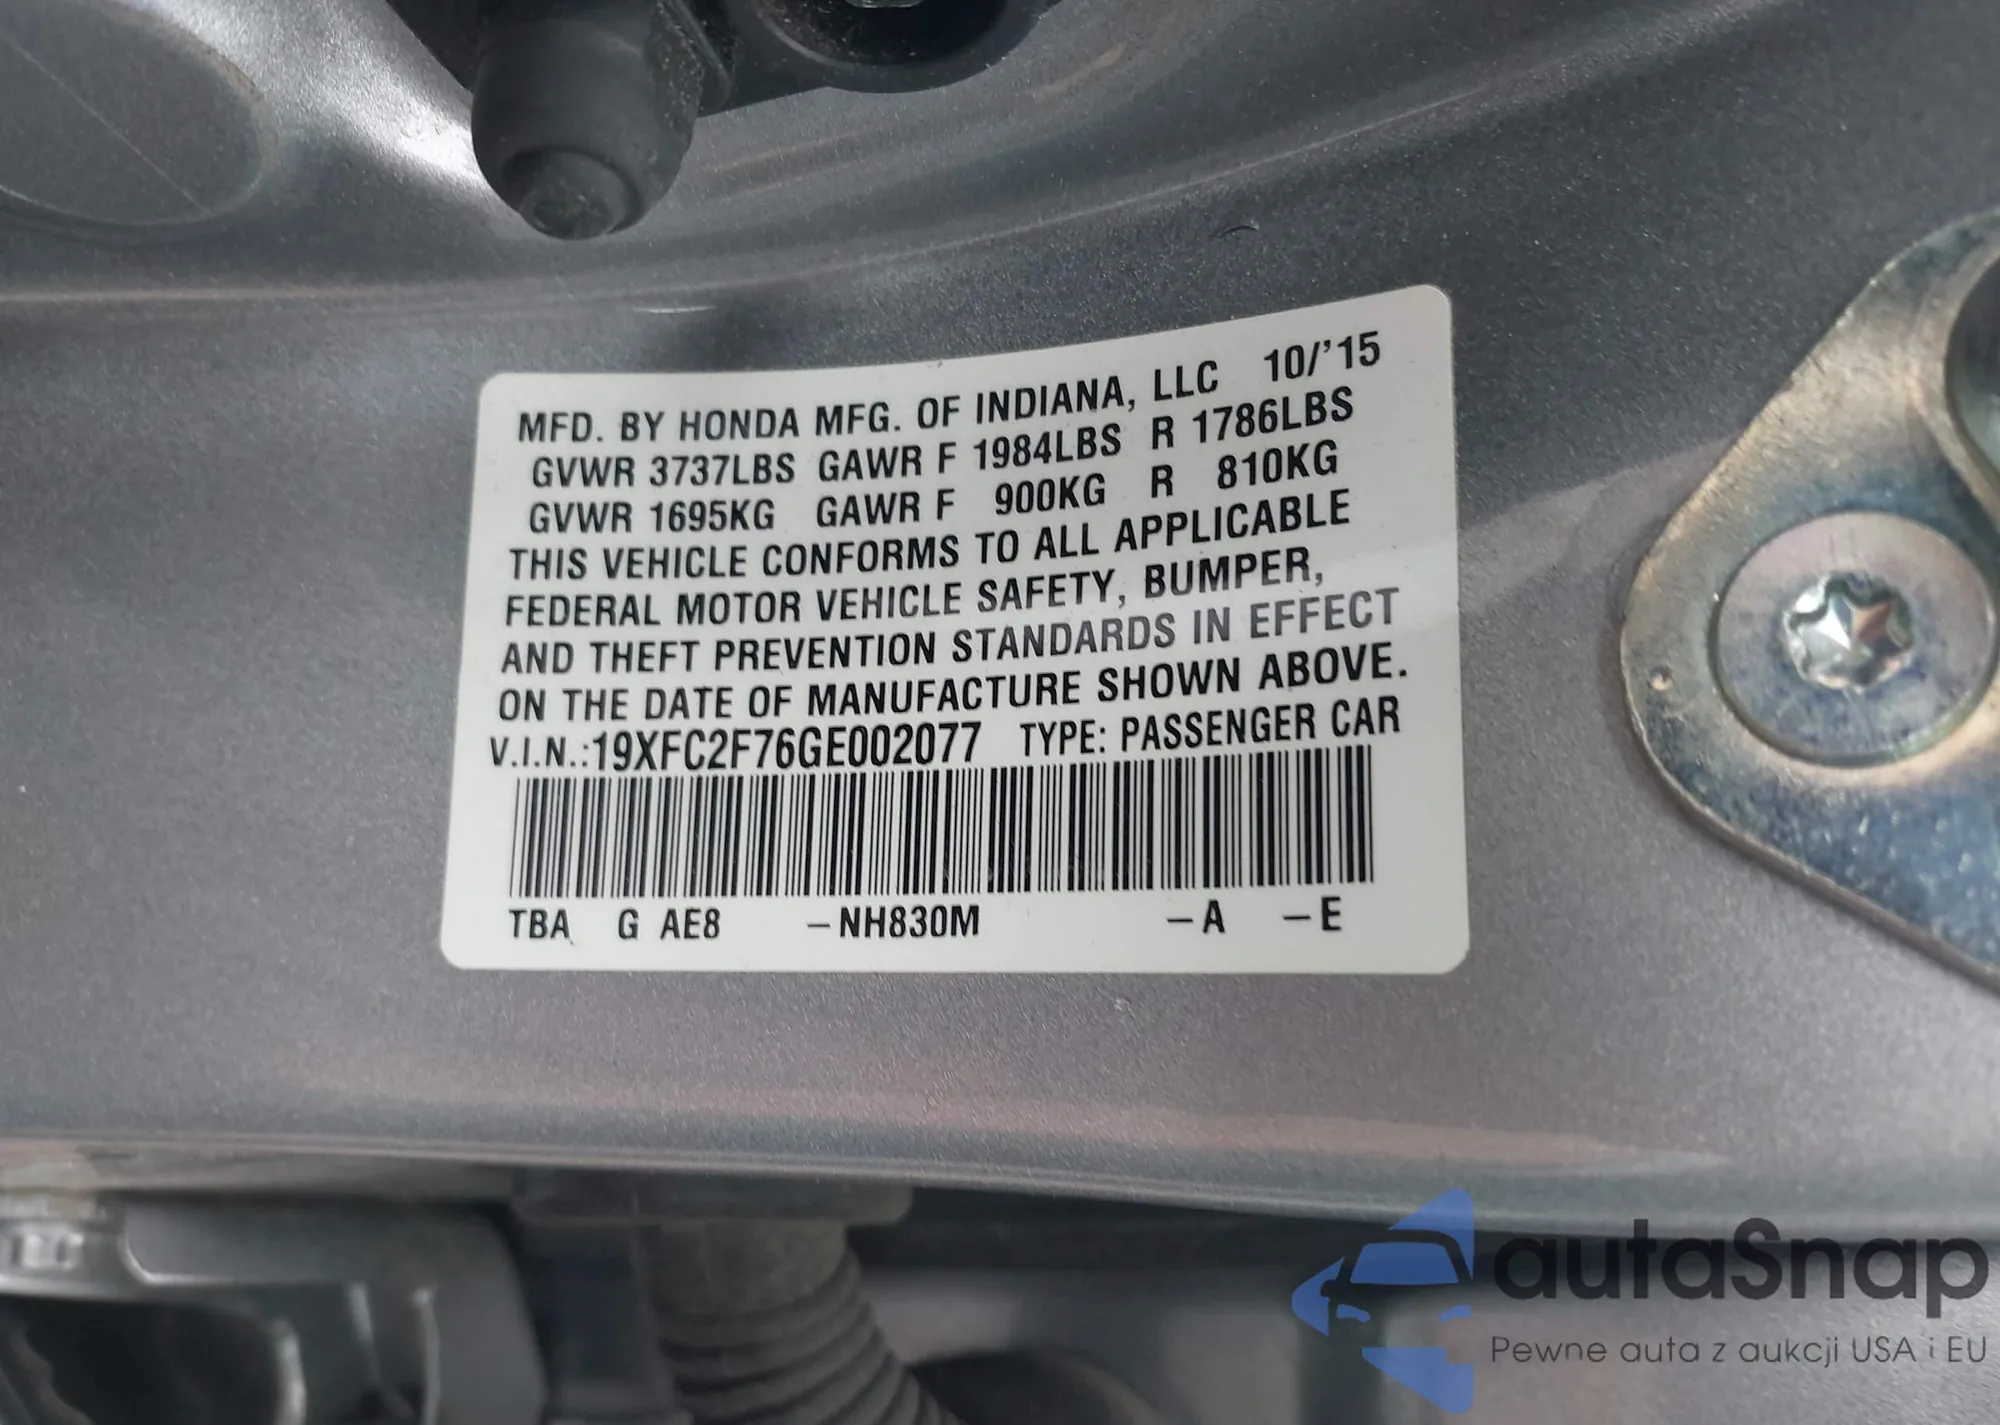 MFD. BY HONDA MFG. OF INDIANA, LLC 10/'15
GVWR 3737LBS GAWR F 1984LBS R 1786LBS
GVWR 1695KG GAWR F 900KG R 810KG
THIS VEHICLE CONFORMS TO ALL APPLICABLE
FEDERAL MOTOR VEHICLE SAFETY, BUMPER,
AND THEFT PREVENTION STANDARDS IN EFFECT
ON THE DATE OF MANUFACTURE SHOWN ABOVE.
V.I.N.:19XFC2F76GE002077 TYPE: PASSENGER CAR
TBA G AE8 –NH830M –A –E
autaSnap
Pewne auta z aukcji USA i EU